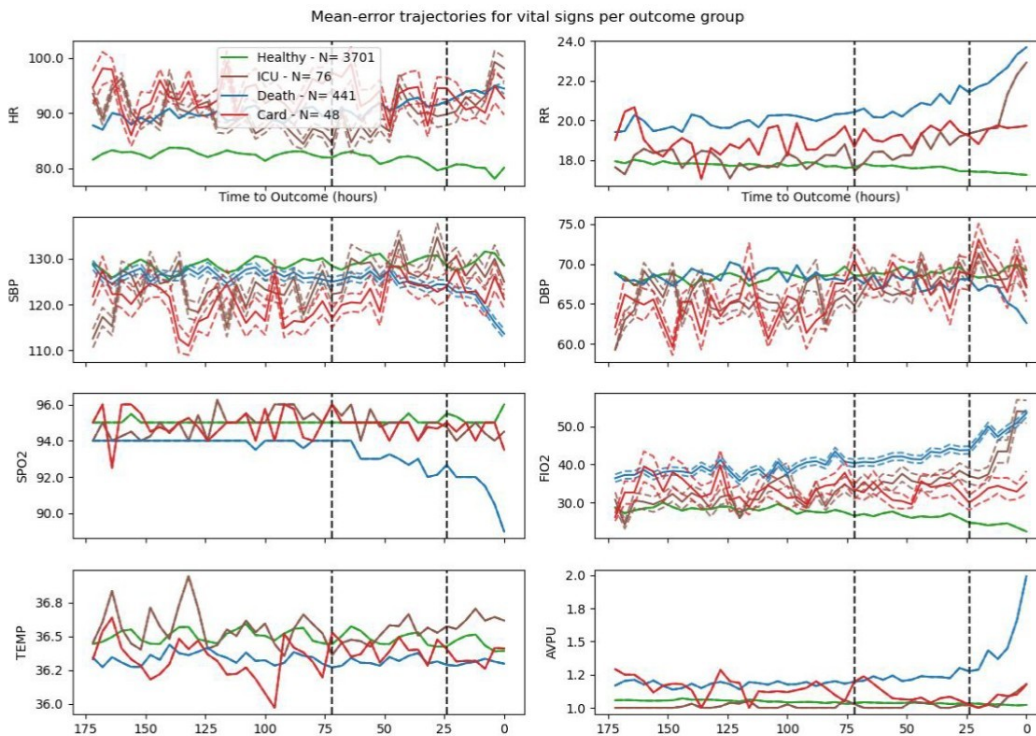 Mean-error trajectories for vital signs per outcome group
HR
100.0
90.0
80.0
Healthy - N= 3701
ICU - N= 76
Death - N= 441
Card - N= 48
Time to Outcome (hours)
RR
24.0
22.0
20.0
18.0
Time to Outcome (hours)
SBP
130.0
120.0
110.0
DBP
75.0
70.0
65.0
60.0
SPO2
96.0
94.0
92.0
90.0
FIO2
50.0
40.0
30.0
TEMP
36.8
36.5
36.2
36.0
175 150 125 100 75 50 25 0
AVPU
2.0
1.8
1.5
1.2
1.0
175 150 125 100 75 50 25 0